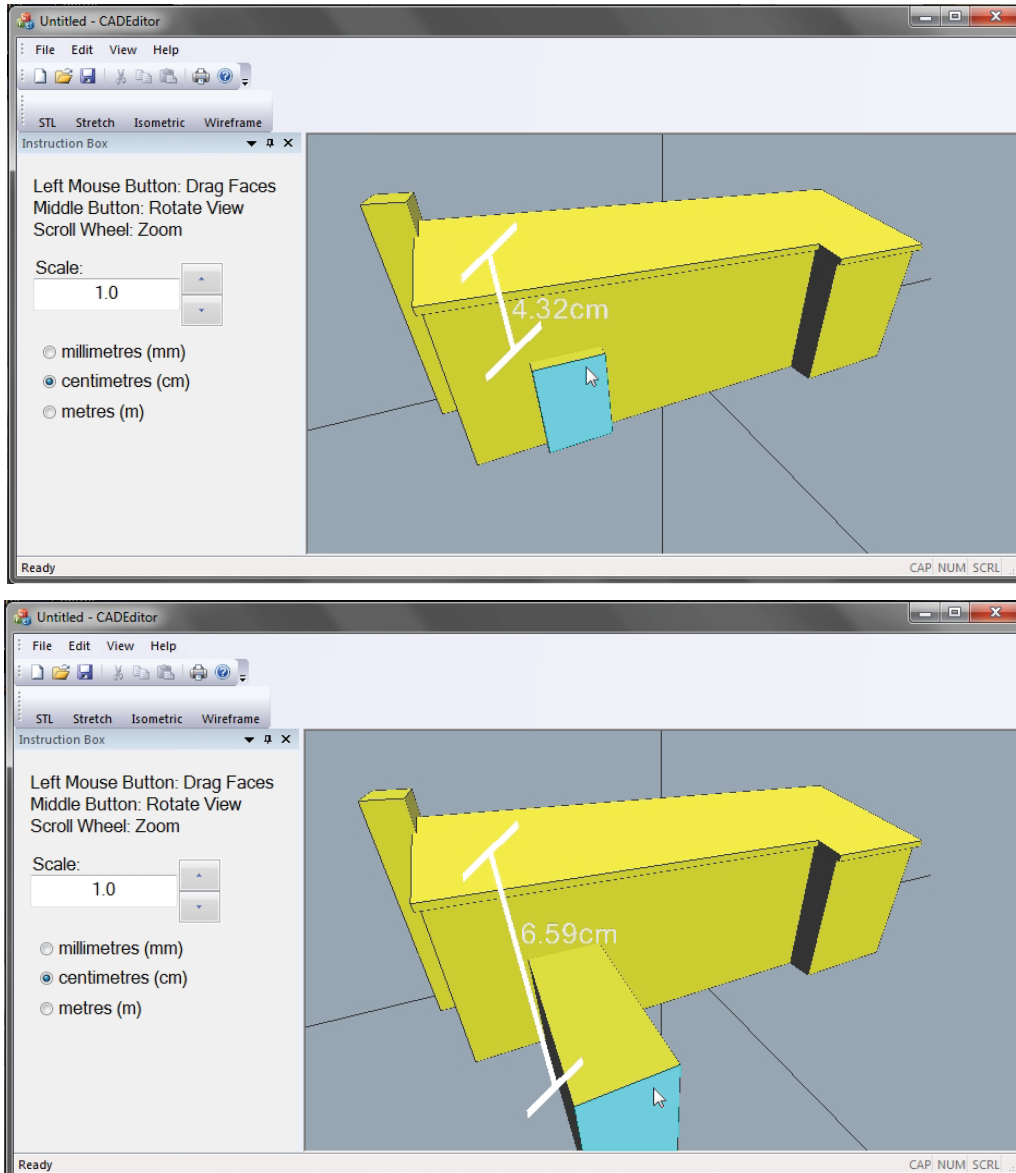 Untitled - CADEditor
File Edit View Help
STL Stretch Isometric Wireframe
Instruction Box
Left Mouse Button: Drag Faces
Middle Button: Rotate View
Scroll Wheel: Zoom
Scale:
1.0
millimetres (mm)
centimetres (cm)
metres (m)
4.32cm
Ready
CAP NUM SCRL
Untitled - CADEditor
File Edit View Help
STL Stretch Isometric Wireframe
Instruction Box
Left Mouse Button: Drag Faces
Middle Button: Rotate View
Scroll Wheel: Zoom
Scale:
1.0
millimetres (mm)
centimetres (cm)
metres (m)
6.59cm
Ready
CAP NUM SCRL